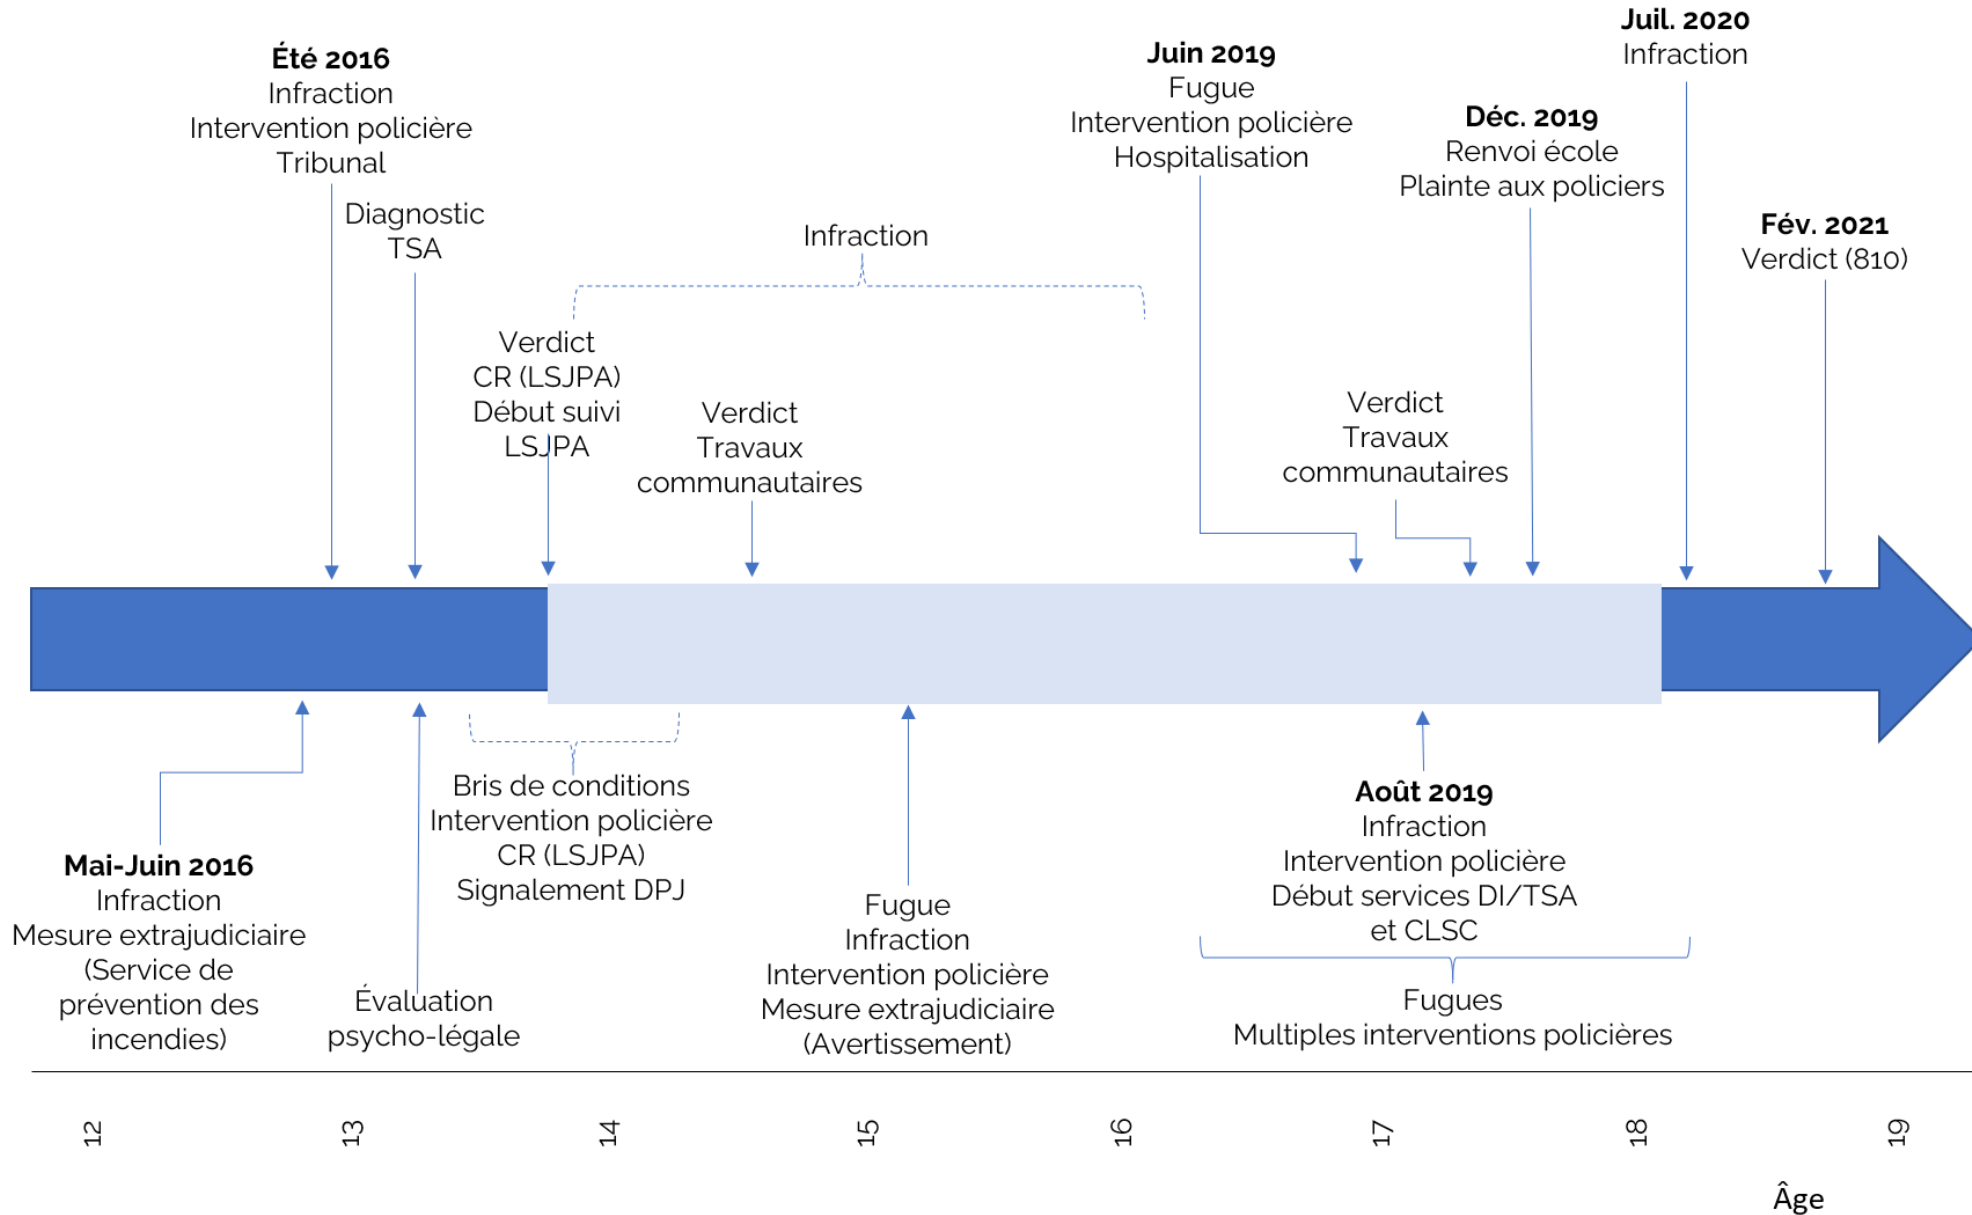 Été 2016
Infraction
Intervention policière
Tribunal
Diagnostic
TSA
Verdict
CR (LSJPA)
Début suivi
LSJPA
Infraction
Verdict
Travaux
communautaires
Juin 2019
Fugue
Intervention policière
Hospitalisation
Verdict
Travaux
communautaires
Déc. 2019
Renvoi école
Plainte aux policiers
Juil. 2020
Infraction
Fév. 2021
Verdict (810)
Mai-Juin 2016
Infraction
Mesure extrajudiciaire
(Service de
prévention des
incendies)
Évaluation
psycho-légale
Bris de conditions
Intervention policière
CR (LSJPA)
Signalement DPJ
Fugue
Infraction
Intervention policière
Mesure extrajudiciaire
(Avertissement)
Août 2019
Infraction
Intervention policière
Début services DI/TSA
et CLSC
Fugues
Multiples interventions policières
12
13
14
15
16
17
18
19
Âge